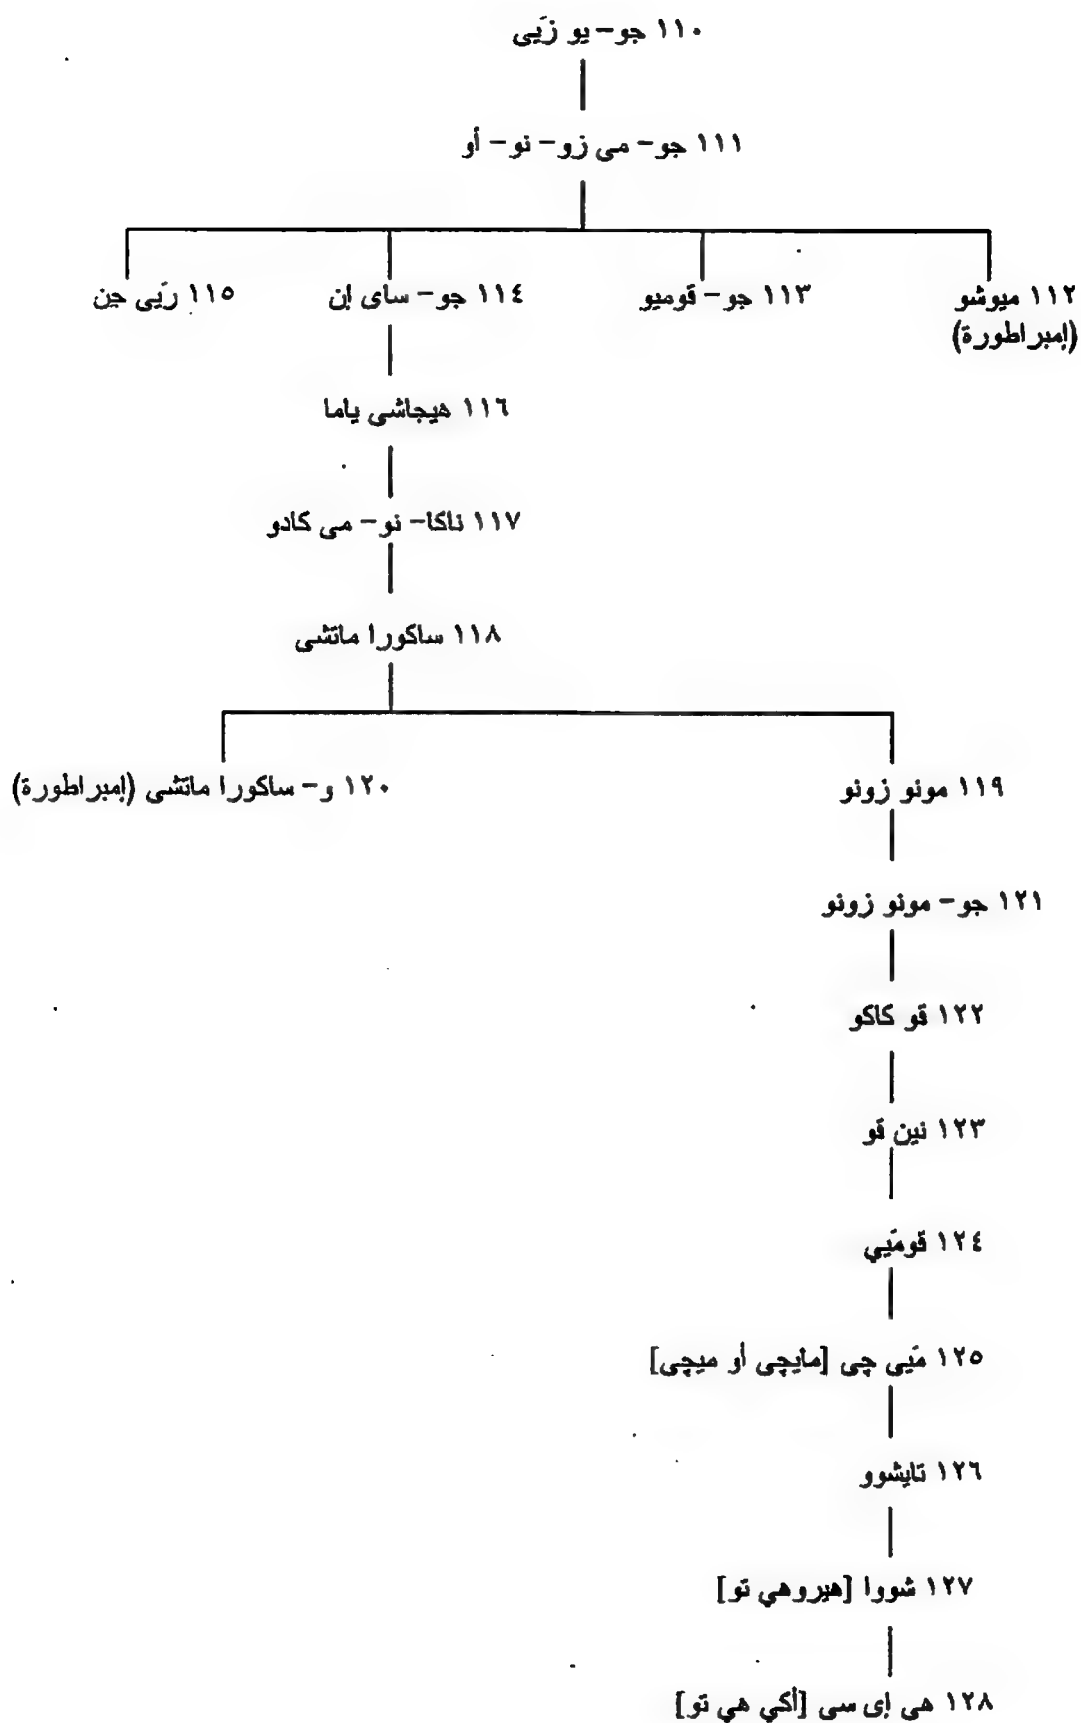 ١١٠ جو- يو زَيى
١١١ جو- مى زو- نو- أو
١١٢ ميوشو
(إمبراطورة)
١١٣ جو- قوميو
١١٤ جو- ساى إن
١١٥ رَيى جن
١١٦ هيجاشى ياما
١١٧ ناكا- نو- مى كادو
١١٨ ساكورا ماتشى
١١٩ مونو زونو
١٢٠ و- ساكورا ماتشى (إمبراطورة)
١٢١ جو- مونو زونو
١٢٢ قو كاكو
١٢٣ نين قو
١٢٤ قومَيي
١٢٥ مَيى چى [مايچى أو ميچى]
١٢٦ تايشوو
١٢٧ شووا [هيروهي تو]
١٢٨ هى إى سى [أكي هي تو]